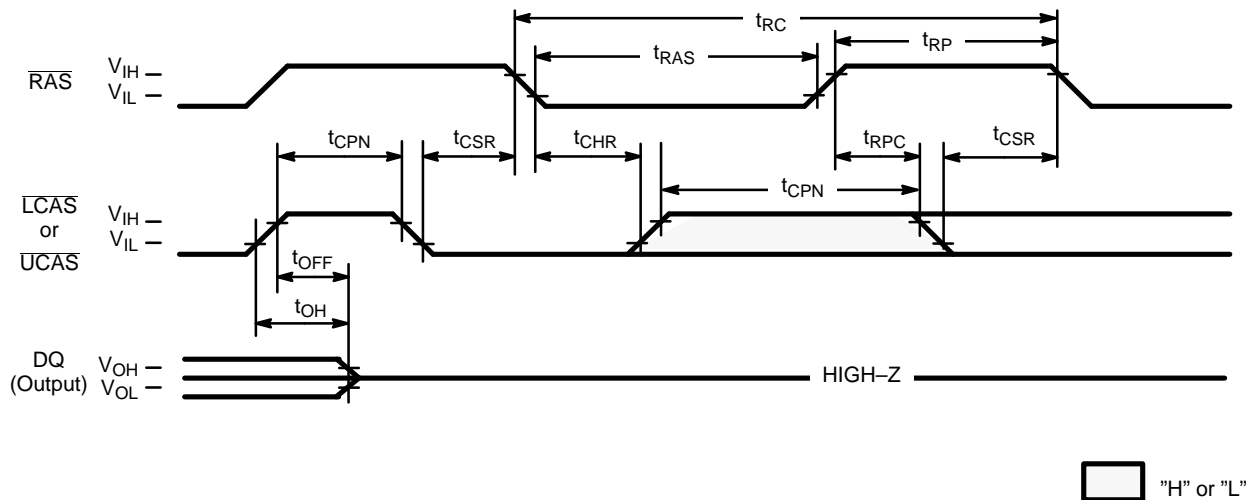 tRC
tRAS
tRP
RAS
VIH
VIL
tCPN
tCSR
tCHR
tRPC
tCSR
tCPN
LCAS
or
UCAS
VIH
VIL
tOFF
tOH
DQ
(Output)
VOH
VOL
HIGH–Z
”H” or ”L”